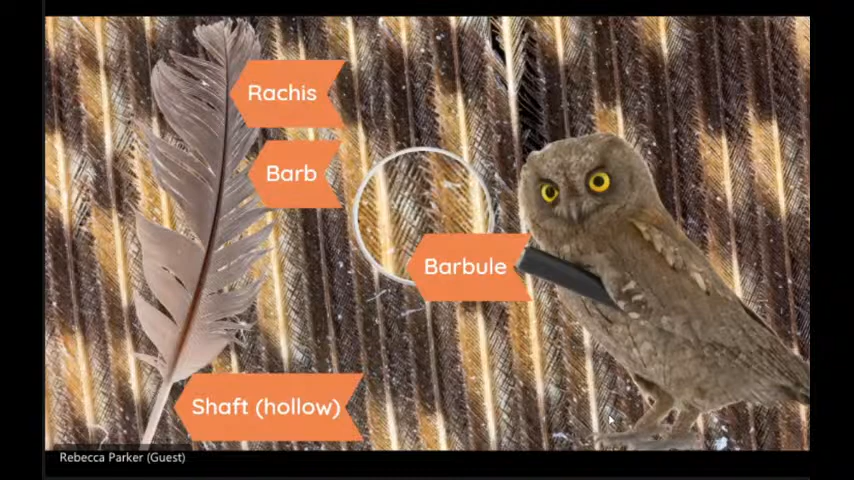 Rachis
Barb
Barbule
Shaft (hollow)
Rebecca Parker (Guest)